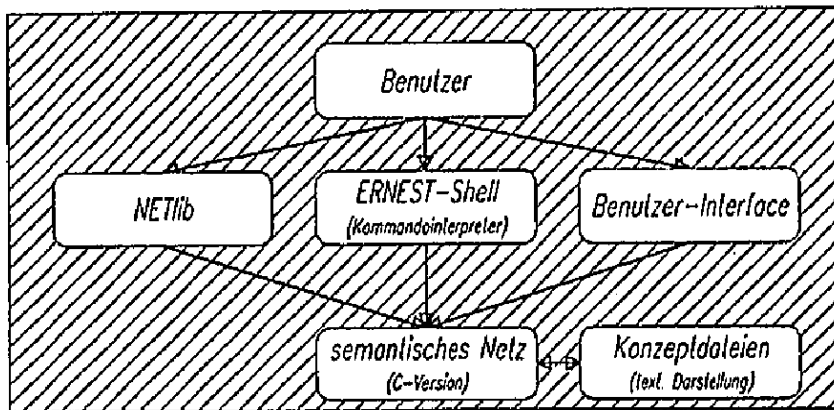 Benutzer
NETlib
ERNEST-Shell
(Kommandointerpreter)
Benutzer-Interface
semantisches Netz
(C-Version)
Konzeptdateien
(text. Darstellung)